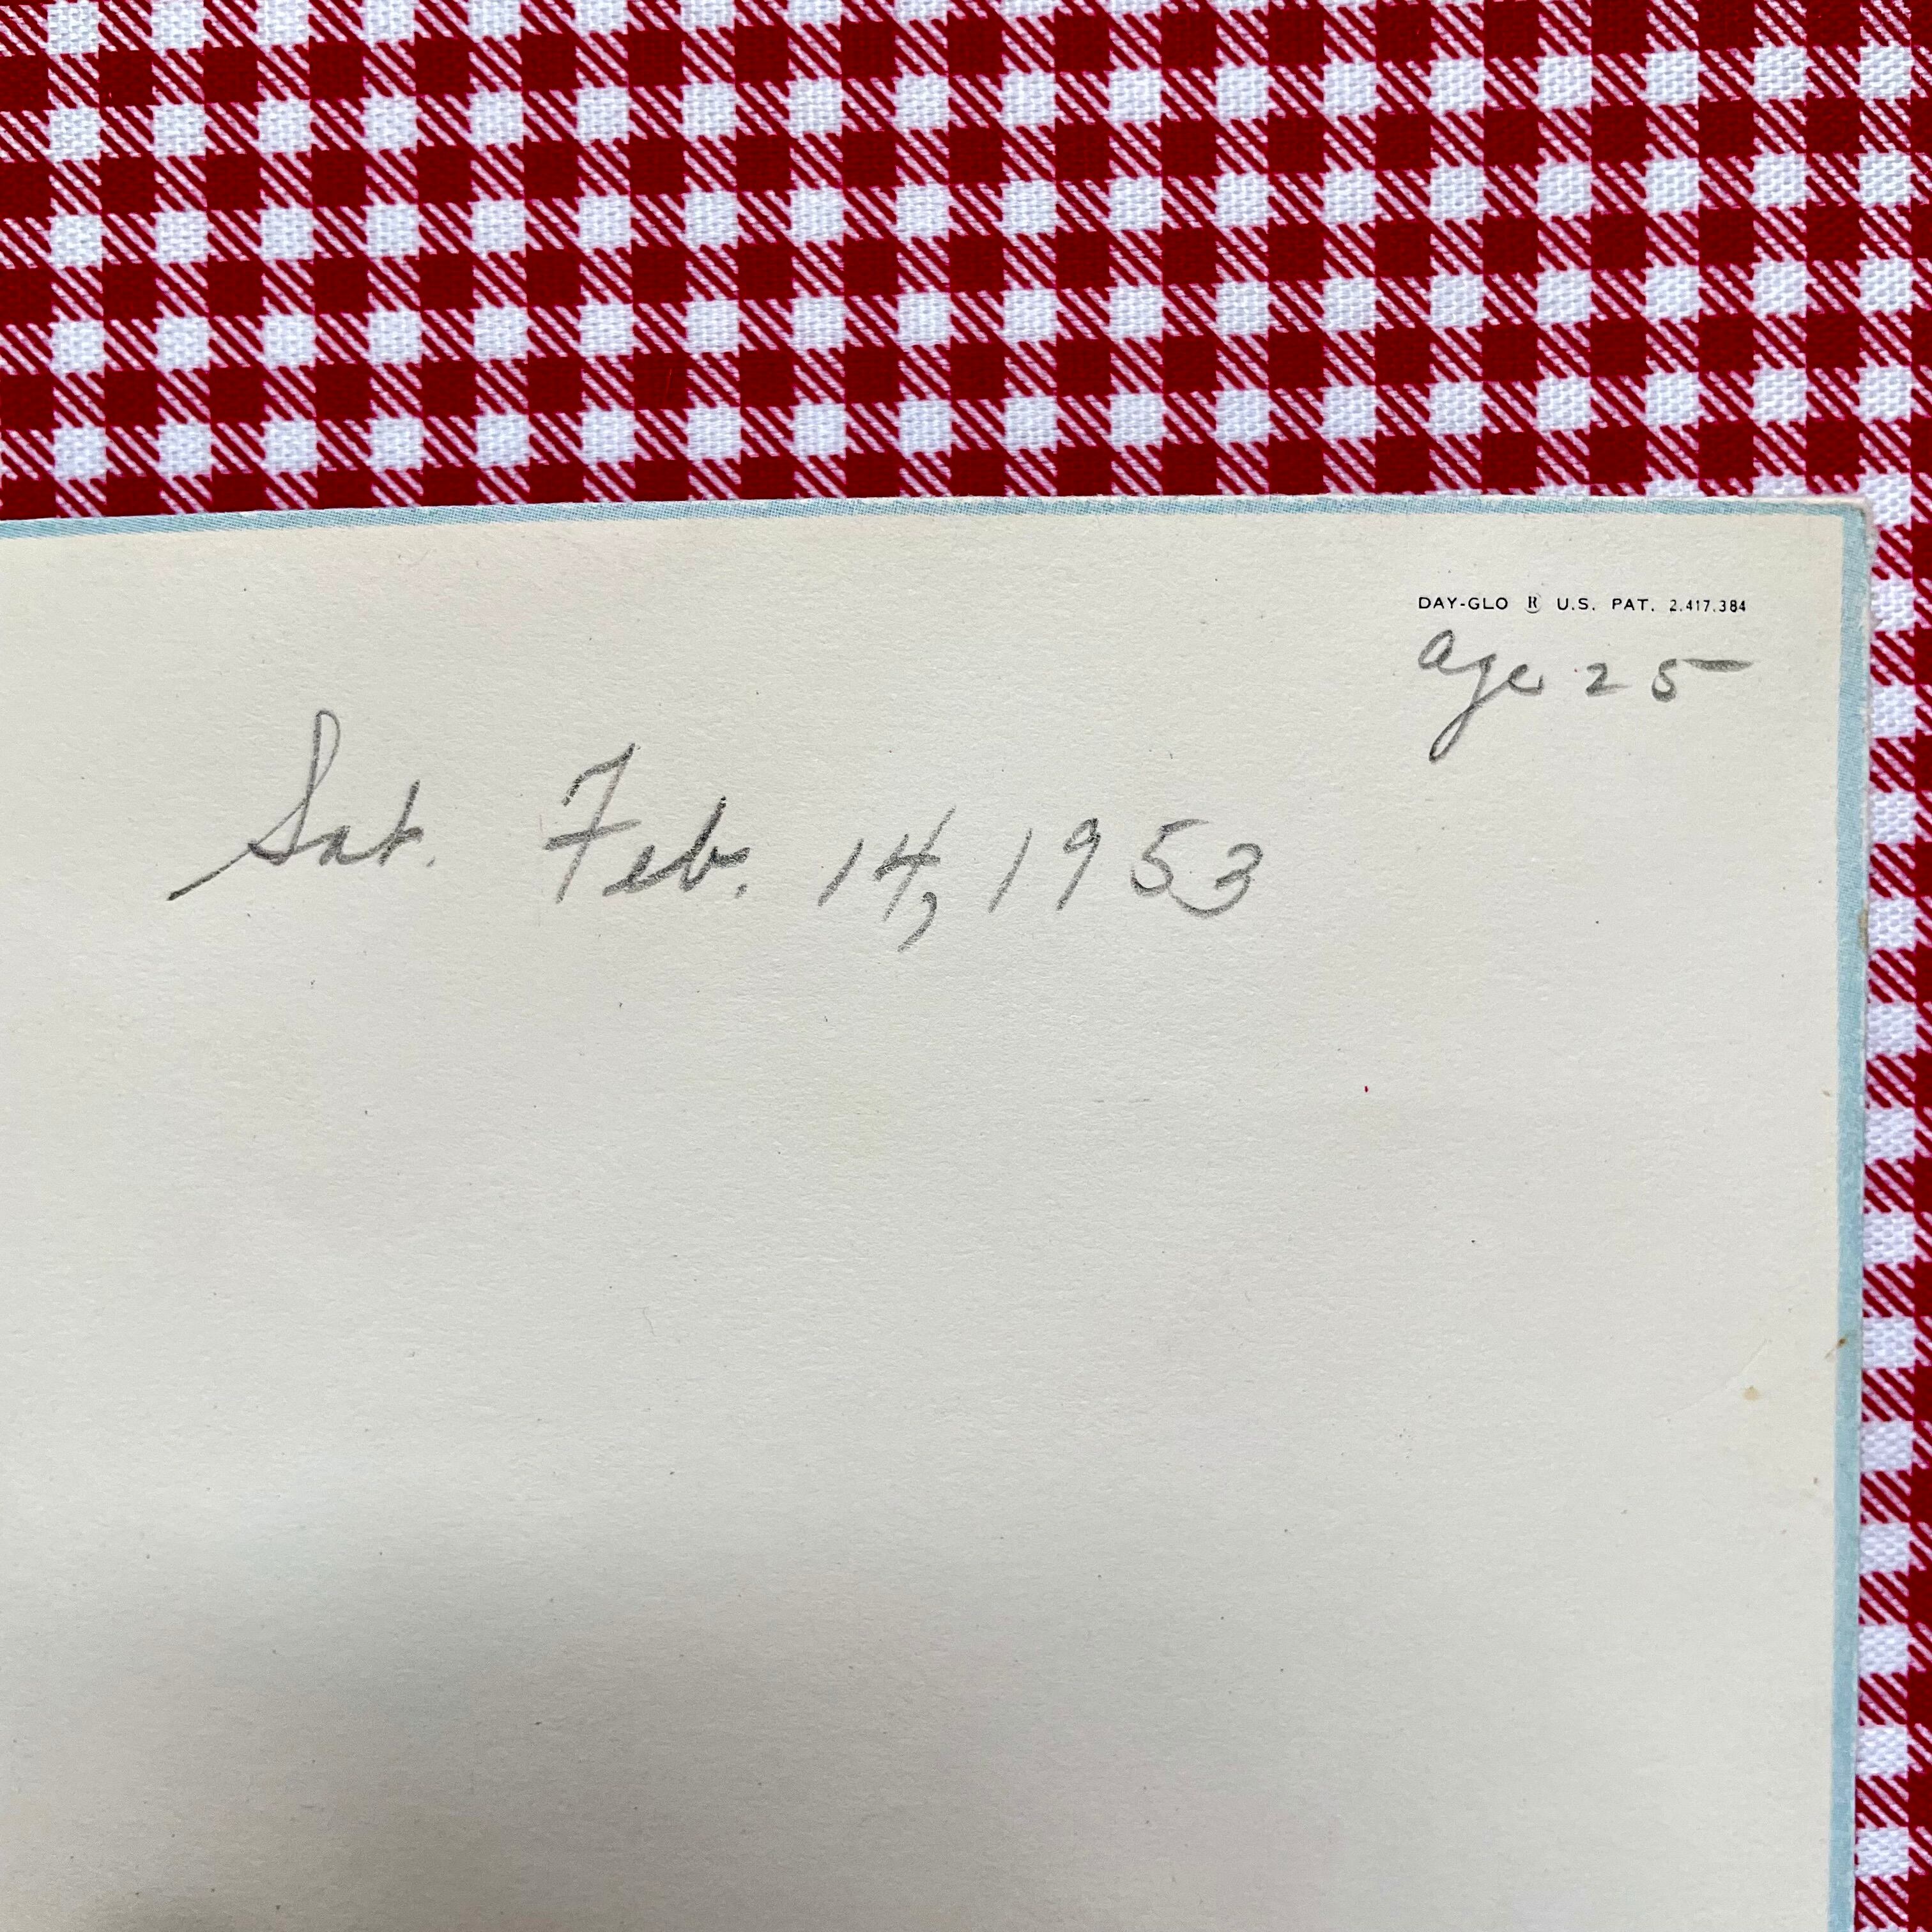 DAY-GLO ® U.S. PAT. 2,417,384
age 25
Sat. Feb. 14, 1953